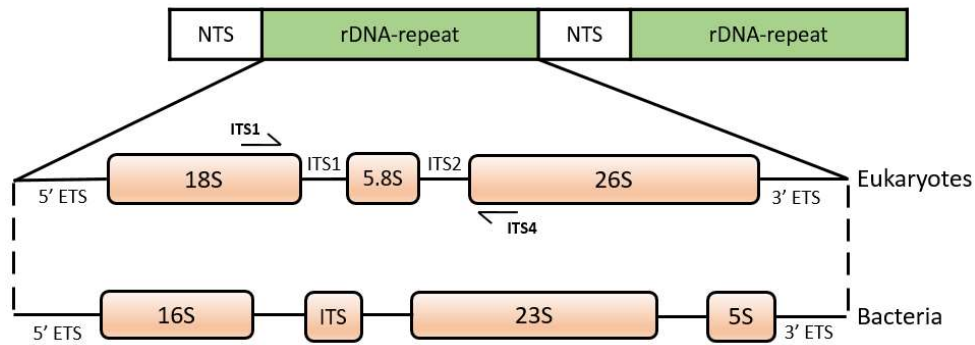 NTS rDNA-repeat NTS rDNA-repeat
ITS1
18S ITS1 5.8S ITS2 26S Eukaryotes
5’ ETS 3’ ETS
ITS4
16S ITS 23S 5S Bacteria
5’ ETS 3’ ETS